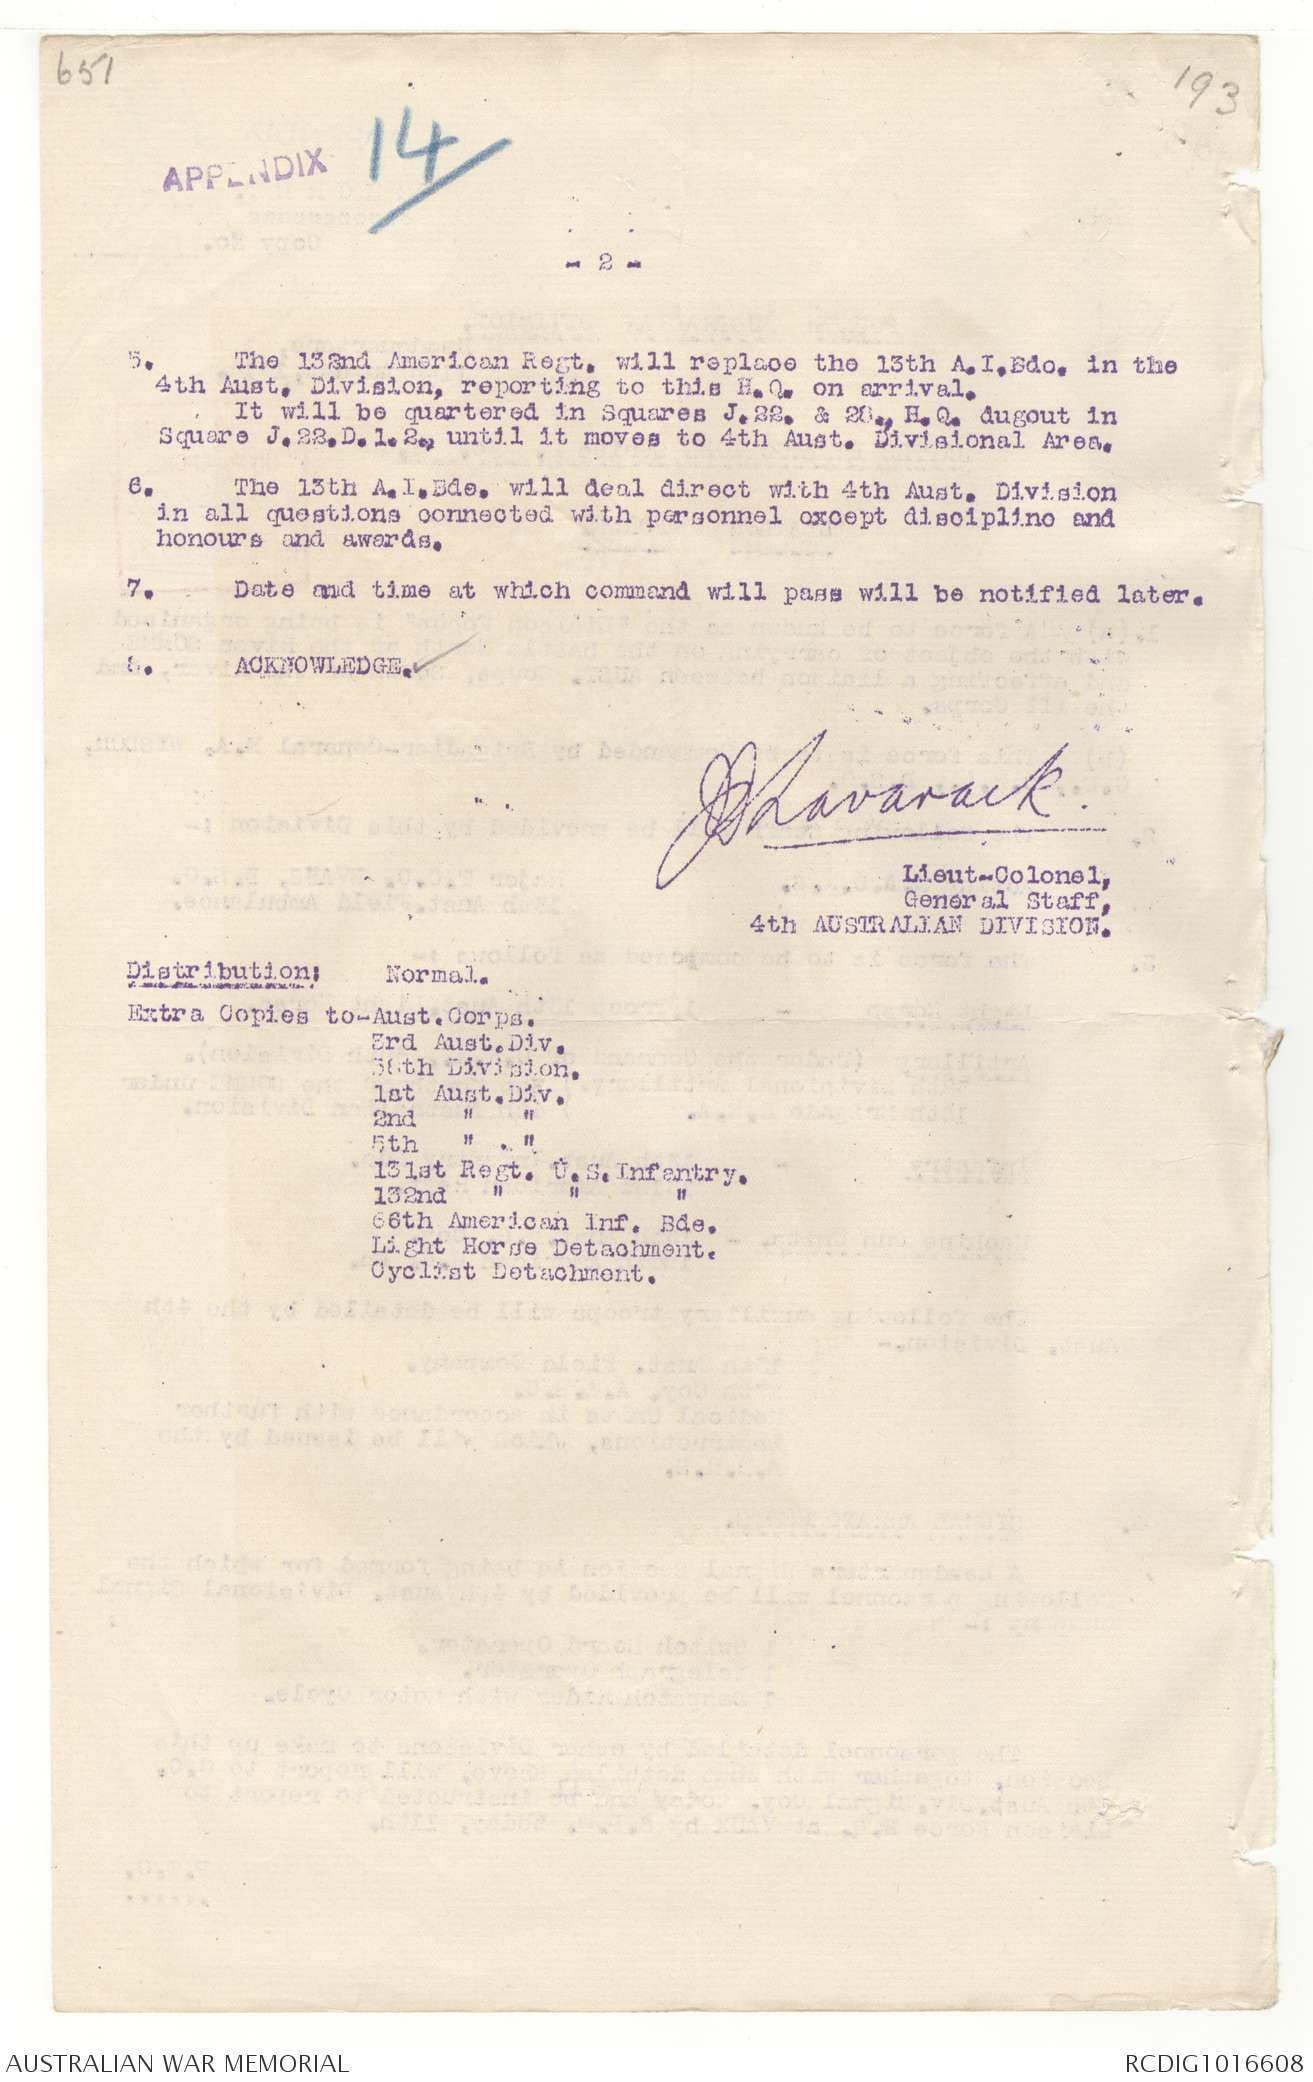 651
193
APPENDIX 14
- 2 -
5. The 132nd American Regt. will replace the 13th A.I.Bde. in the
4th Aust. Division, reporting to this H.Q. on arrival.
It will be quartered in Squares J.22. & 28., H.Q. dugout in
Square J.22.D.1.2., until it moves to 4th Aust. Divisional Area.
6. The 13th A.I.Bde. will deal direct with 4th Aust. Division
in all questions connected with personnel except discipline and
honours and awards.
7. Date and time at which command will pass will be notified later.
8. ACKNOWLEDGE.
JDLavarack.
Lieut-Colonel,
General Staff,
4th AUSTRALIAN DIVISION.
Distribution: Normal.
Extra Copies to-Aust.Corps.
3rd Aust.Div.
58th Division.
1st Aust.Div.
2nd " "
5th " "
131st Regt. U.S.Infantry.
132nd " " "
66th American Inf. Bde.
Light Horse Detachment.
Cyclist Detachment.
AUSTRALIAN WAR MEMORIAL
RCDIG1016608